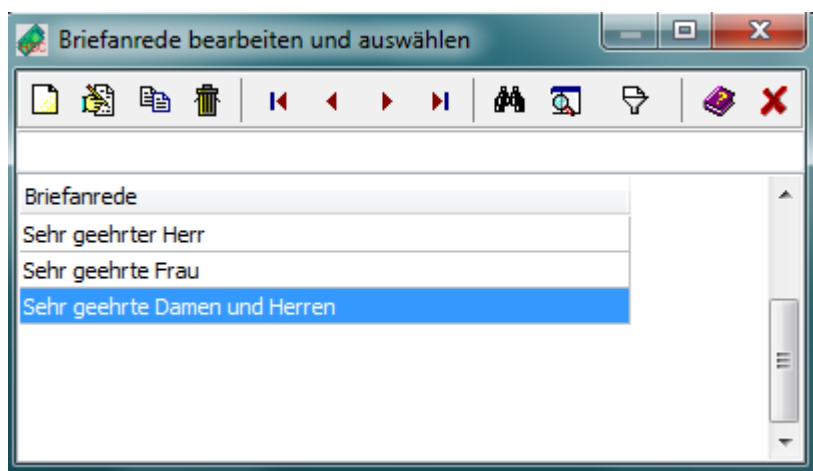 Briefanrede bearbeiten und auswählen
Briefanrede
Sehr geehrter Herr
Sehr geehrte Frau
Sehr geehrte Damen und Herren